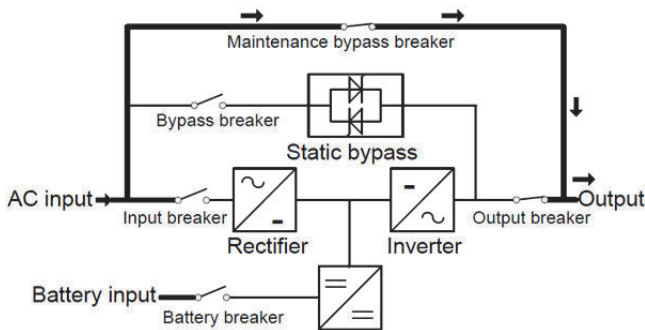 Maintenance bypass breaker
Bypass breaker
Static bypass
AC input
Input breaker
Rectifier
Inverter
Output breaker
Output
Battery input
Battery breaker